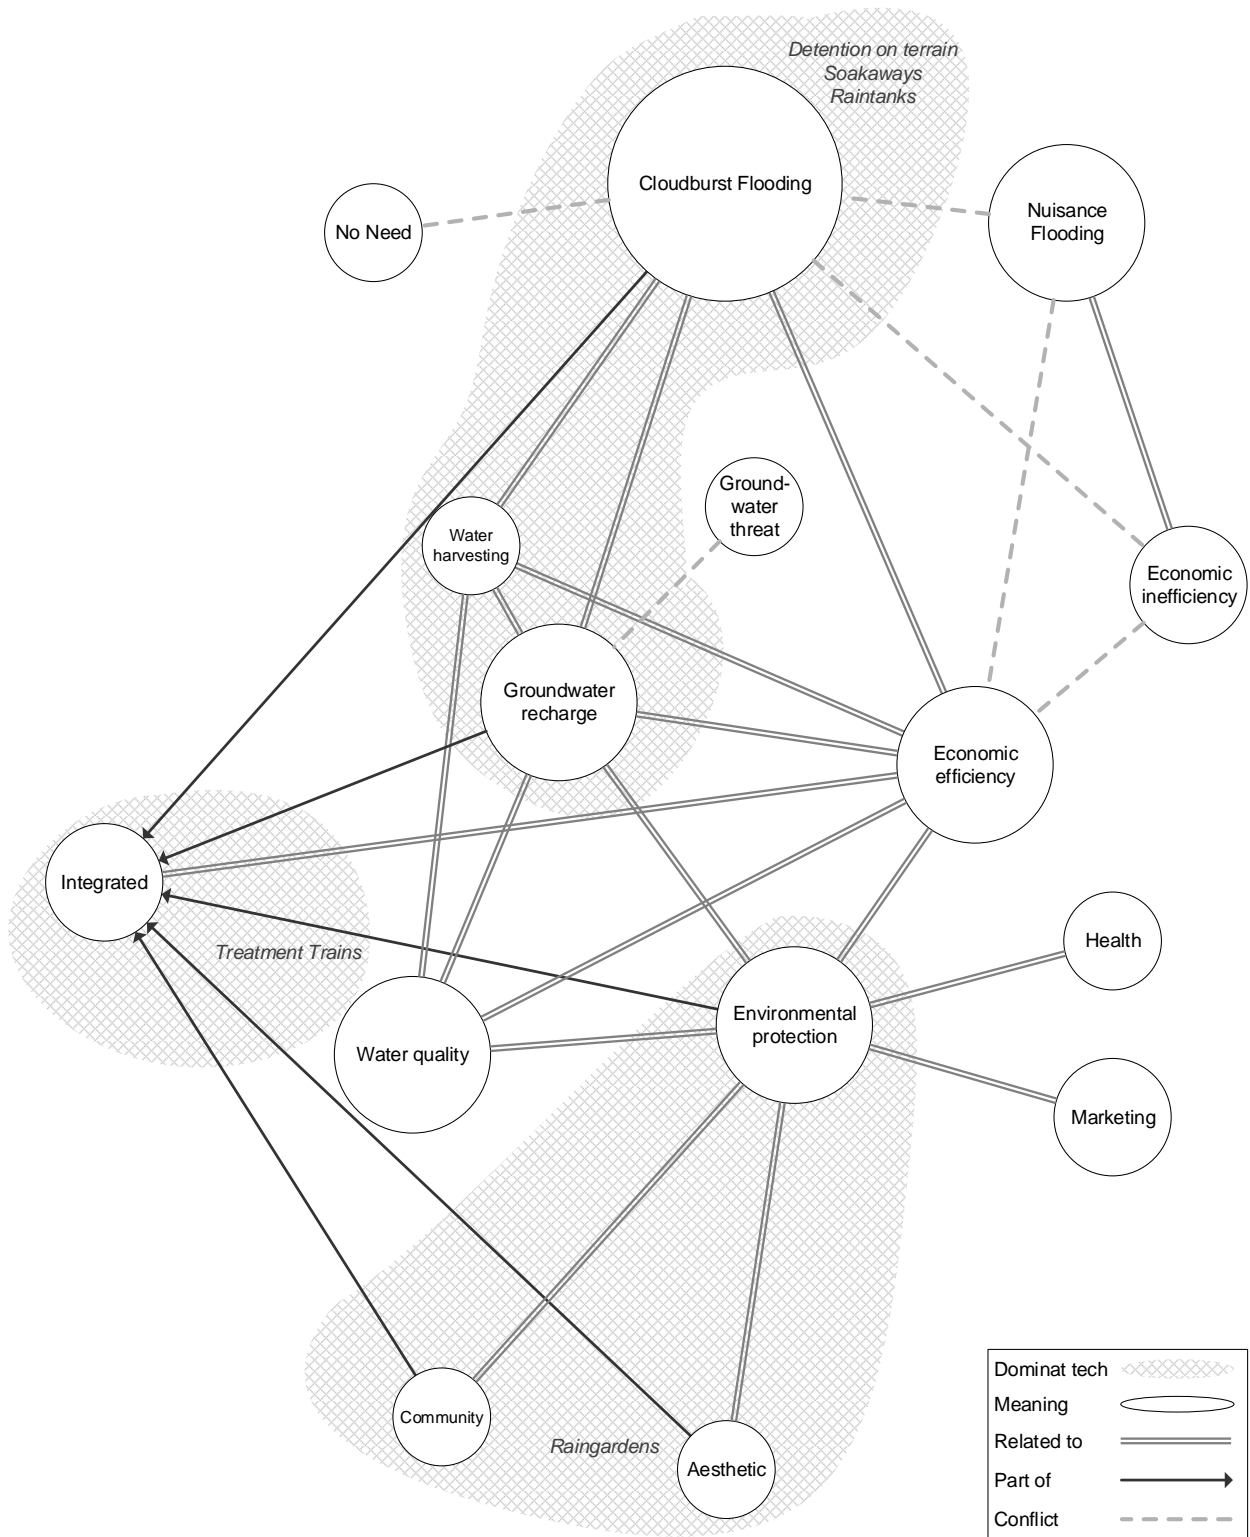 Detention on terrain
Soakaways
Raintanks
Cloudburst Flooding
Nuisance
Flooding
No Need
Ground-
water
threat
Water
harvesting
Economic
inefficiency
Groundwater
recharge
Economic
efficiency
Integrated
Treatment Trains
Health
Environmental
protection
Water quality
Marketing
Community
Raingardens
Aesthetic
Dominat tech
Meaning
Related to
Part of
Conflict